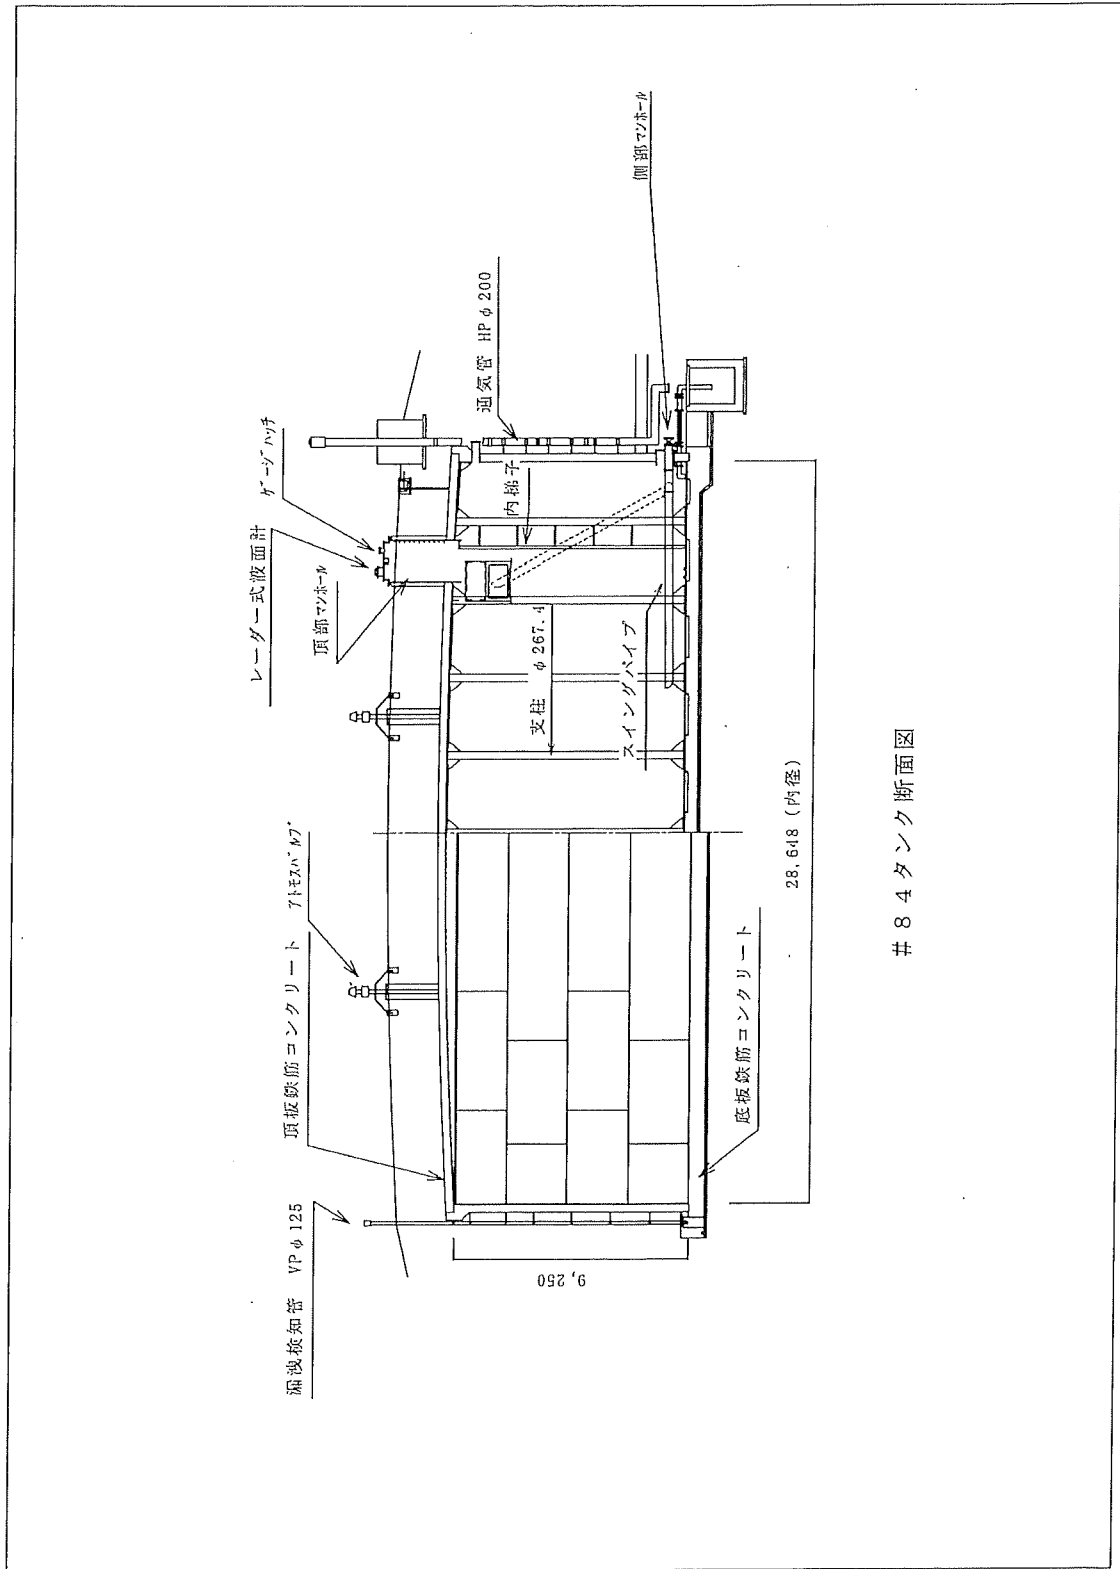 漏洩検知管 VPφ125
頂板鉄筋コンクリート
アトモスバルブ
レーダー式液面計
ゲージハッチ
頂部マンホール
通気管 HPφ200
側部マンホール
内梯子
支柱 φ267.4
スイングパイプ
9,250
底板鉄筋コンクリート
28,648 (内径)
#84タンク断面図